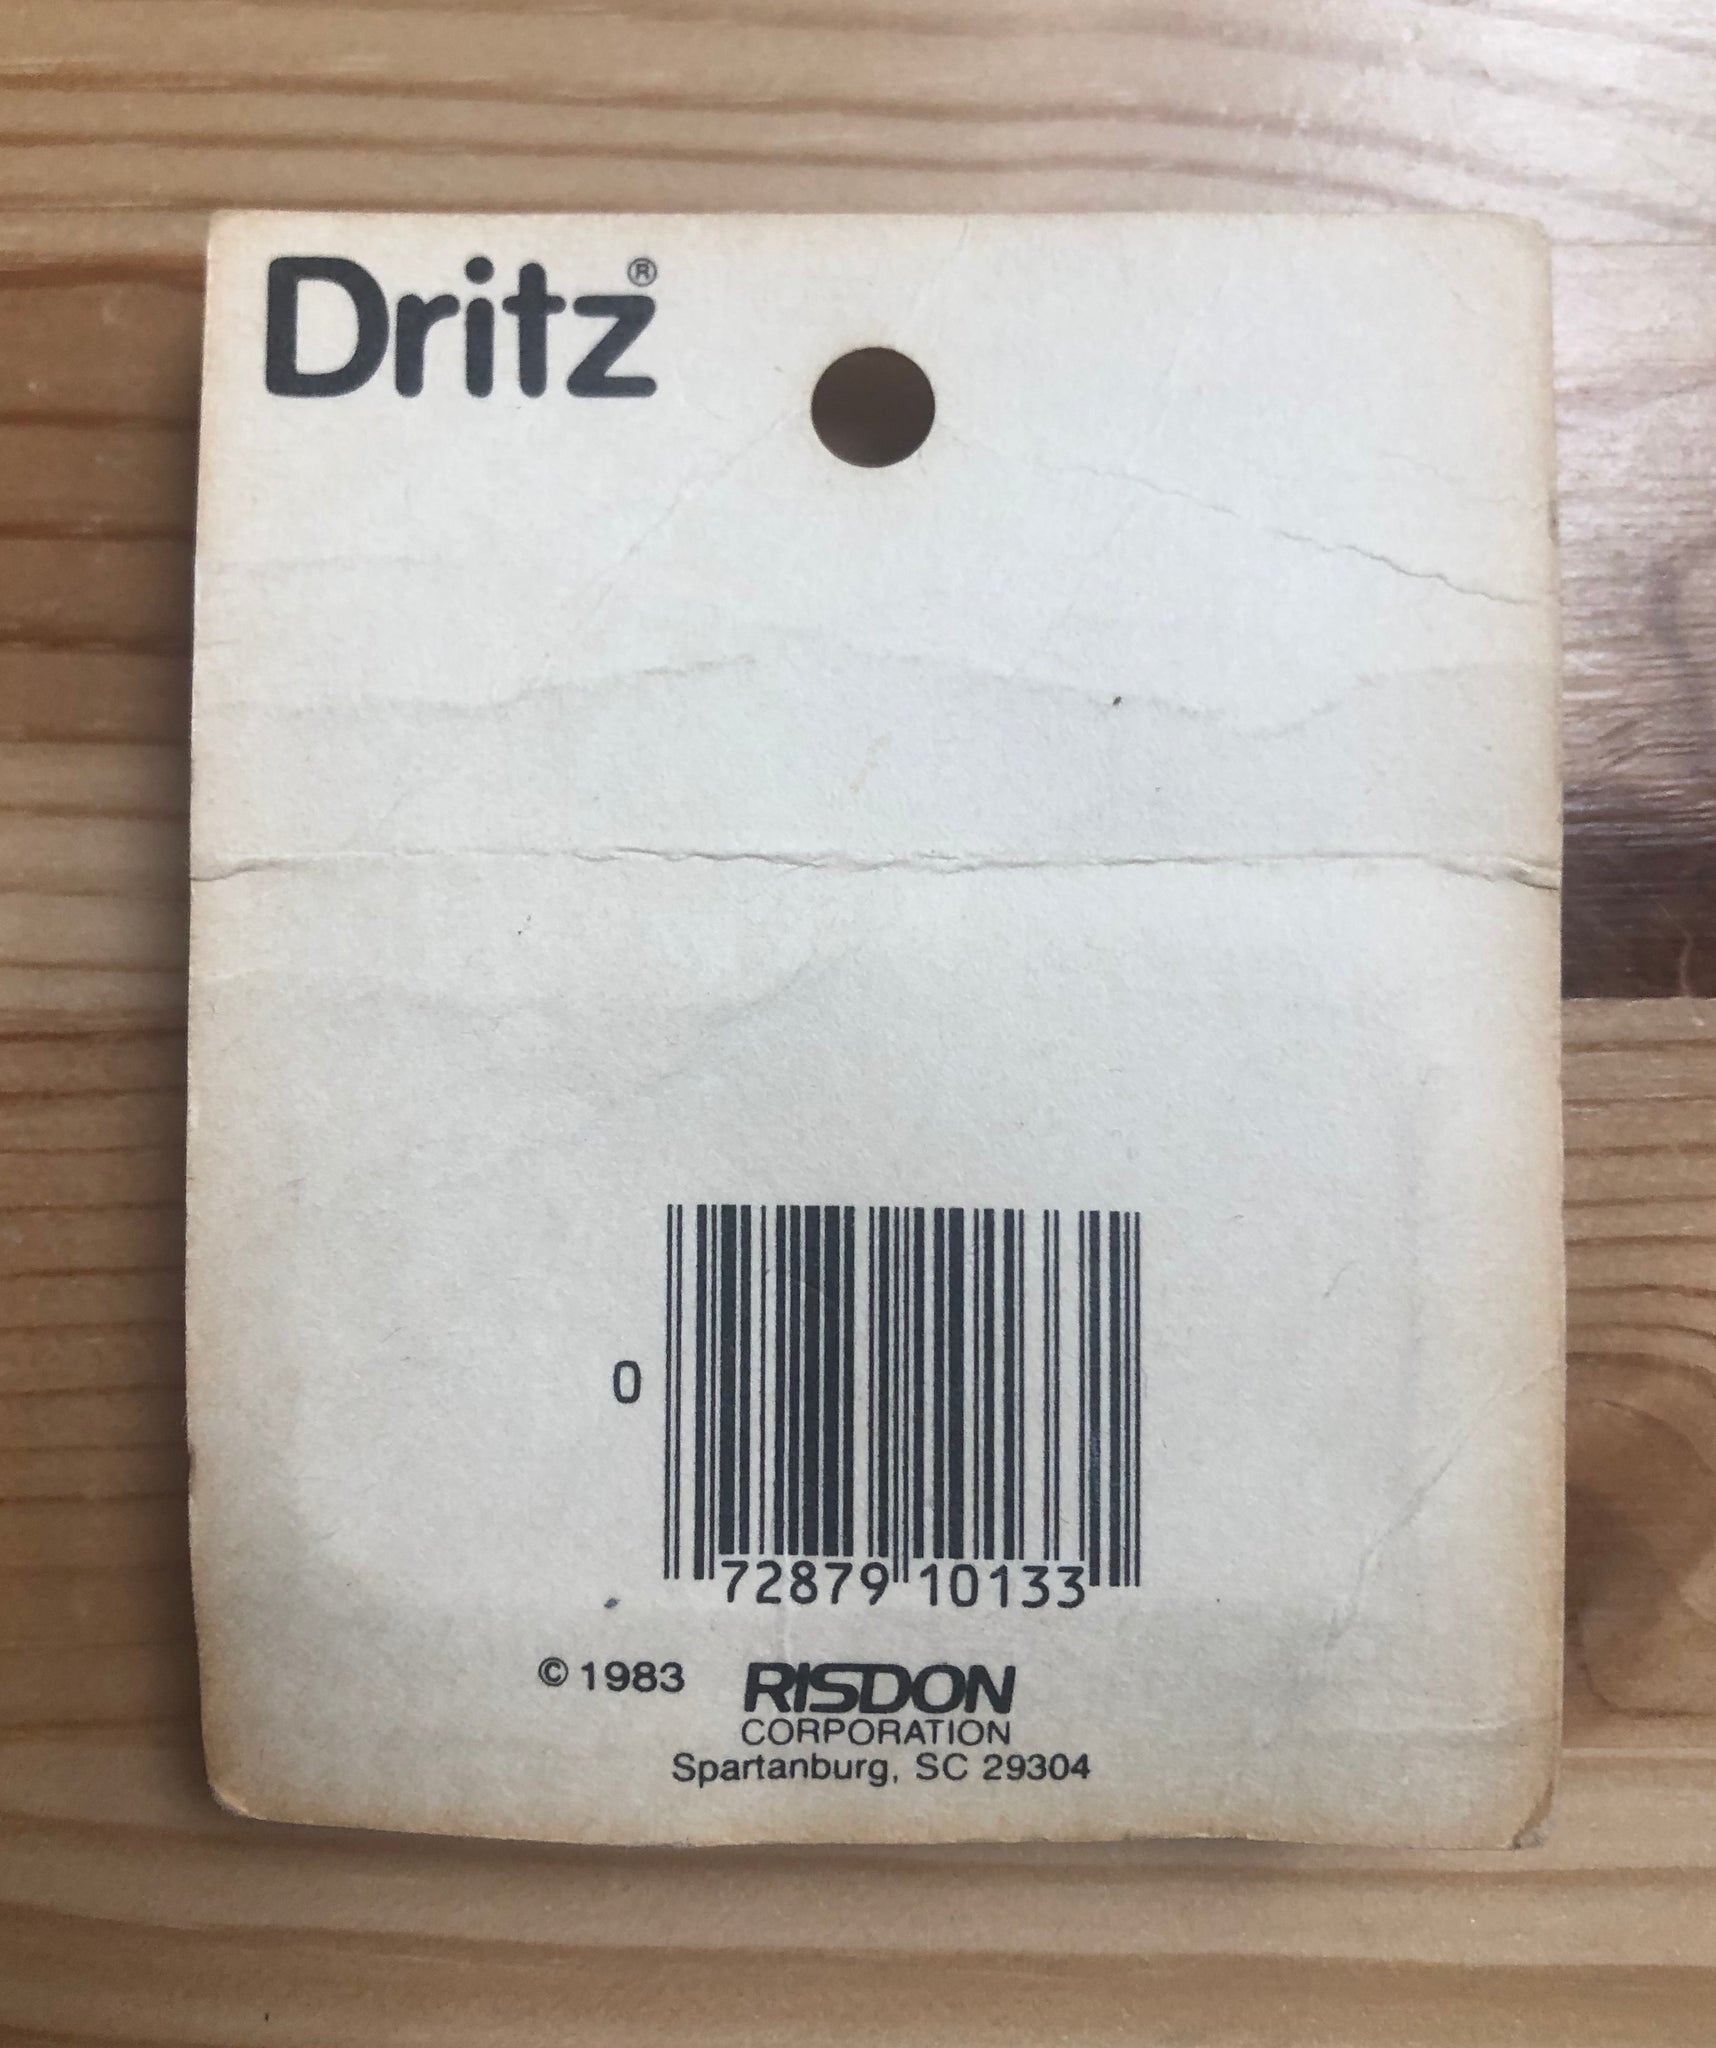 Dritz®
0
72879 10133
© 1983 RISDON
CORPORATION
Spartanburg, SC 29304